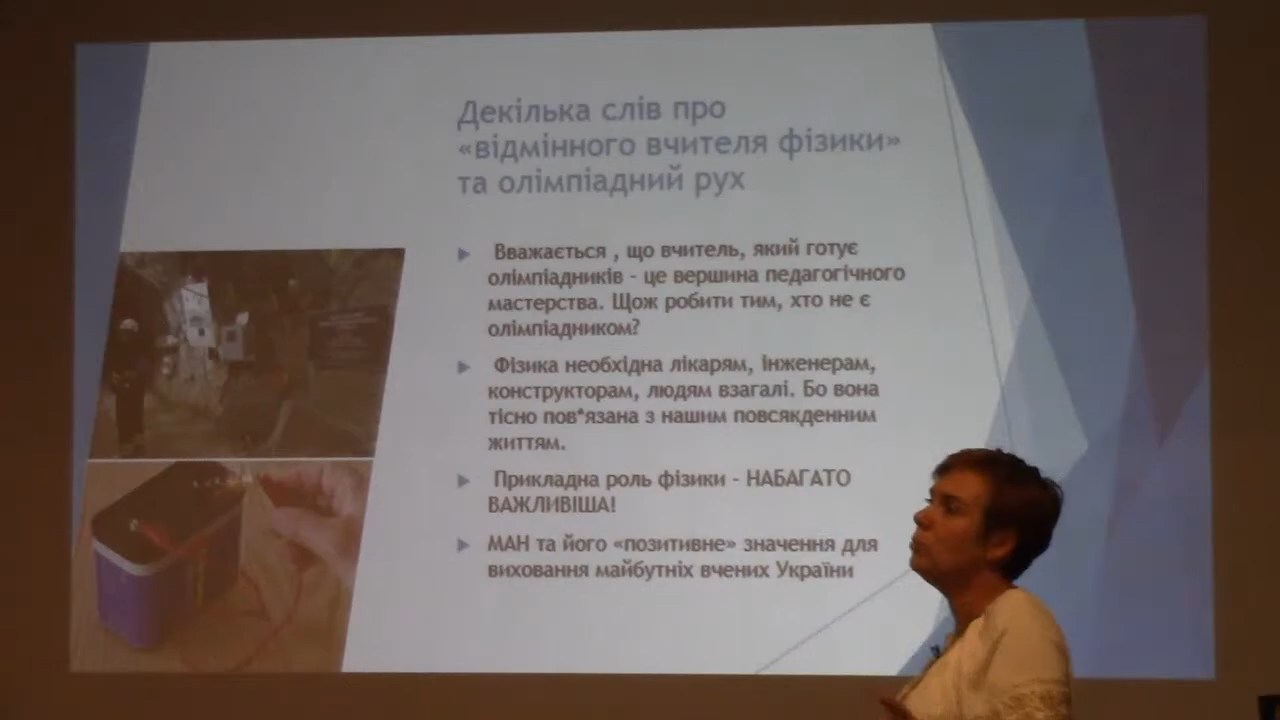 Декілька слів про
«відмінного вчителя фізики»
та олімпіадний рух
Вважається , що вчитель, який готує
олімпіадників - це вершина педагогічного
мастерства. Щож робити тим, хто не є
олімпіадником?
Фізика необхідна лікарям, інженерам,
конструкторам, людям взагалі. Бо вона
тісно пов*язана з нашим повсякденним
життям.
Прикладна роль фізики - НАБАГАТО
ВАЖЛИВІША!
МАН та його «позитивне» значення для
виховання майбутніх вчених України